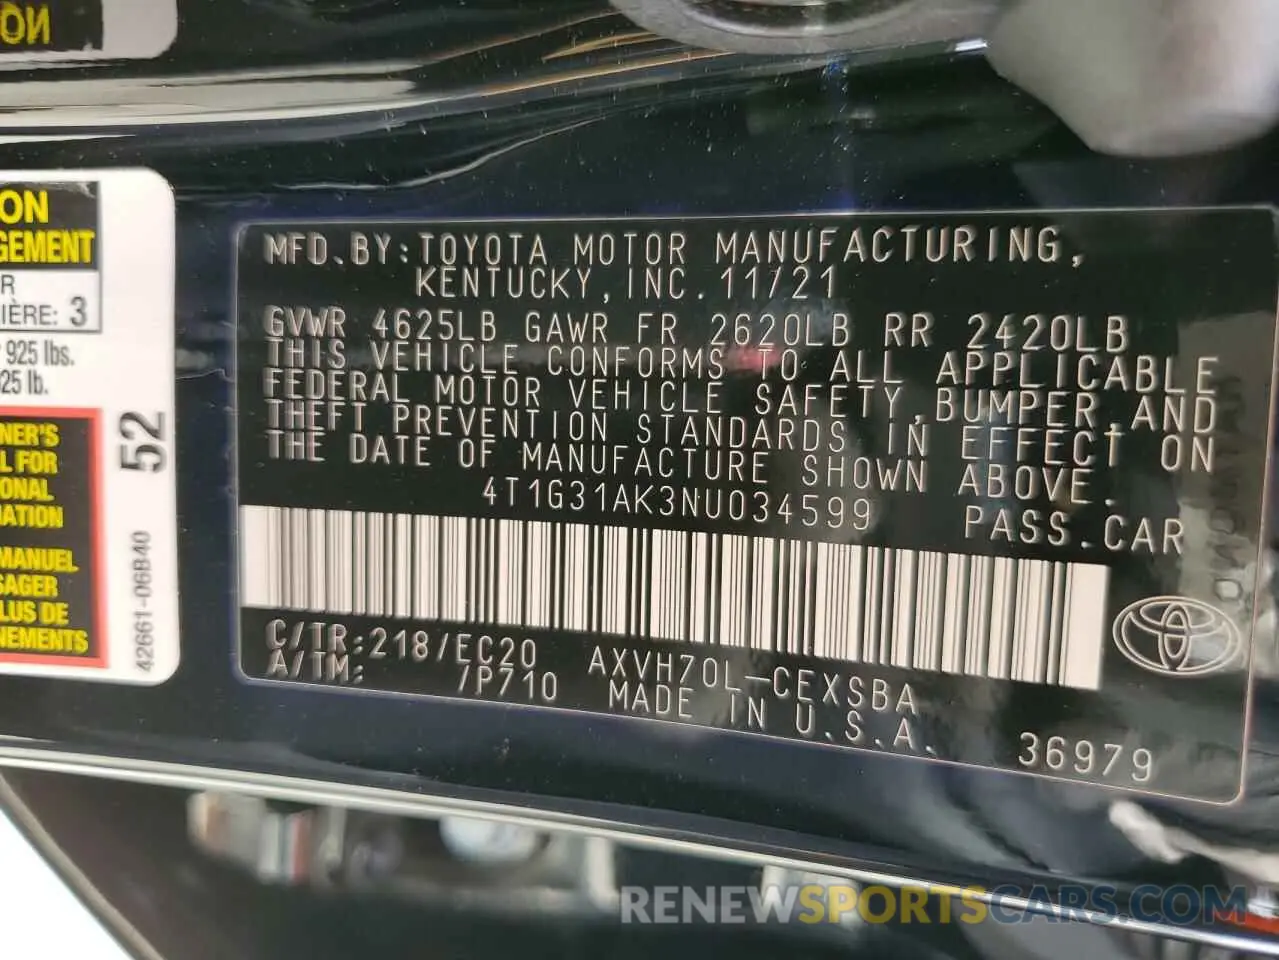 ON
ON
GEMENT
R
IÈRE: 3
925 lbs.
25 lb.
NER'S
L FOR
ONAL
ATION
MANUEL
SAGER
LUS DE
NEMENTS
52
42661-06B40
MFD.BY:TOYOTA MOTOR MANUFACTURING,
KENTUCKY,INC. 11/21
GVWR 4625LB GAWR FR 2620LB RR 2420LB
THIS VEHICLE CONFORMS TO ALL APPLICABLE
FEDERAL MOTOR VEHICLE SAFETY,BUMPER,AND
THEFT PREVENTION STANDARDS IN EFFECT ON
THE DATE OF MANUFACTURE SHOWN ABOVE.
4T1G31AK3NU034599 PASS.CAR
C/TR:218/EC20 AXVH70L-CEXSBA
A/TM: /P710 MADE IN U.S.A.
36979
RENEWSPORTSCARS.COM